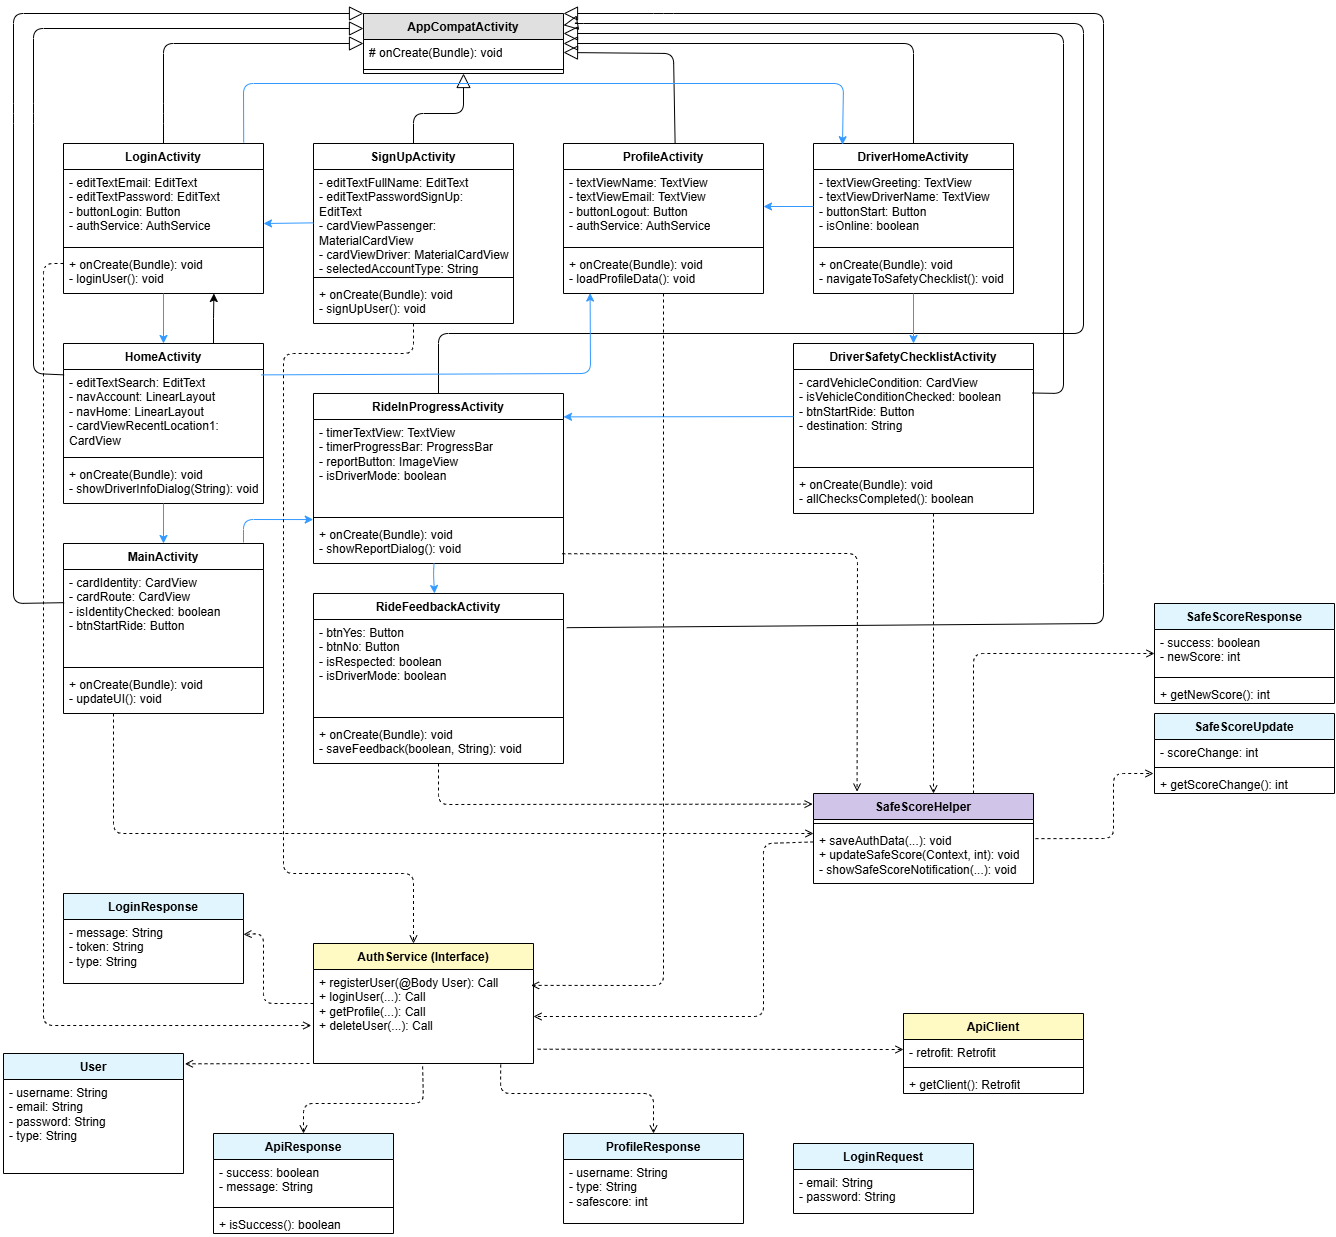 AppCompatActivity
# onCreate(Bundle): void
LoginActivity
- editTextEmail: EditText
- editTextPassword: EditText
- buttonLogin: Button
- authService: AuthService
+ onCreate(Bundle): void
- loginUser(): void
SignUpActivity
- editTextFullName: EditText
- editTextPasswordSignUp:
EditText
- cardViewPassenger:
MaterialCardView
- cardViewDriver: MaterialCardView
- selectedAccountType: String
+ onCreate(Bundle): void
- signUpUser(): void
ProfileActivity
- textViewName: TextView
- textViewEmail: TextView
- buttonLogout: Button
- authService: AuthService
+ onCreate(Bundle): void
- loadProfileData(): void
DriverHomeActivity
- textViewGreeting: TextView
- textViewDriverName: TextView
- buttonStart: Button
- isOnline: boolean
+ onCreate(Bundle): void
- navigateToSafetyChecklist(): void
HomeActivity
- editTextSearch: EditText
- navAccount: LinearLayout
- navHome: LinearLayout
- cardViewRecentLocation1:
CardView
+ onCreate(Bundle): void
- showDriverInfoDialog(String): void
RideInProgressActivity
- timerTextView: TextView
- timerProgressBar: ProgressBar
- reportButton: ImageView
- isDriverMode: boolean
+ onCreate(Bundle): void
- showReportDialog(): void
DriverSafetyChecklistActivity
- cardVehicleCondition: CardView
- isVehicleConditionChecked: boolean
- btnStartRide: Button
- destination: String
+ onCreate(Bundle): void
- allChecksCompleted(): boolean
MainActivity
- cardIdentity: CardView
- cardRoute: CardView
- isIdentityChecked: boolean
- btnStartRide: Button
+ onCreate(Bundle): void
- updateUI(): void
RideFeedbackActivity
- btnYes: Button
- btnNo: Button
- isRespected: boolean
- isDriverMode: boolean
+ onCreate(Bundle): void
- saveFeedback(boolean, String): void
SafeScoreResponse
- success: boolean
- newScore: int
+ getNewScore(): int
SafeScoreUpdate
- scoreChange: int
+ getScoreChange(): int
SafeScoreHelper
+ saveAuthData(...): void
+ updateSafeScore(Context, int): void
- showSafeScoreNotification(...): void
LoginResponse
- message: String
- token: String
- type: String
AuthService (Interface)
+ registerUser(@Body User): Call
+ loginUser(...): Call
+ getProfile(...): Call
+ deleteUser(...): Call
ApiClient
- retrofit: Retrofit
+ getClient(): Retrofit
User
- username: String
- email: String
- password: String
- type: String
ApiResponse
- success: boolean
- message: String
+ isSuccess(): boolean
ProfileResponse
- username: String
- type: String
- safescore: int
LoginRequest
- email: String
- password: String